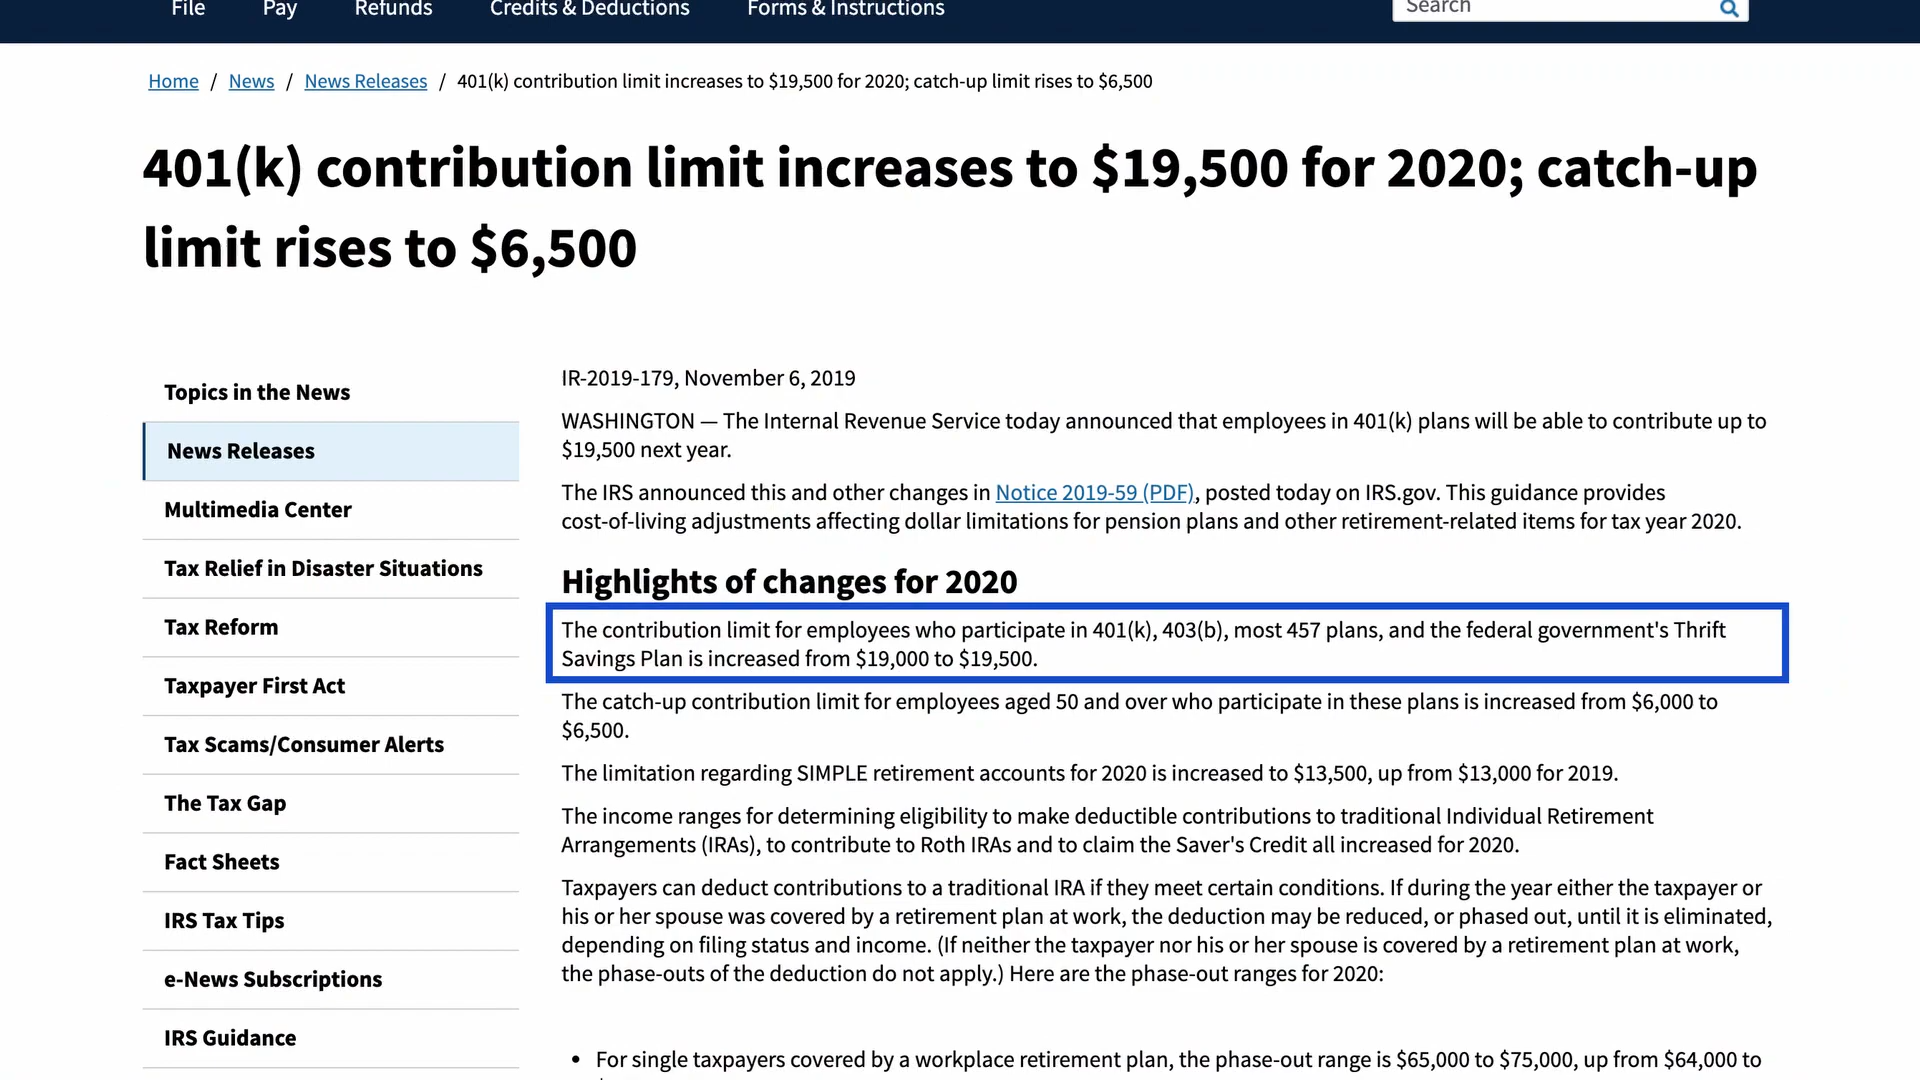 File Pay Refunds Credits & Deductions Forms & Instructions Search
Home / News / News Releases / 401(k) contribution limit increases to $19,500 for 2020; catch-up limit rises to $6,500
401(k) contribution limit increases to $19,500 for 2020; catch-up
limit rises to $6,500
Topics in the News
News Releases
Multimedia Center
Tax Relief in Disaster Situations
Tax Reform
Taxpayer First Act
Tax Scams/Consumer Alerts
The Tax Gap
Fact Sheets
IRS Tax Tips
e-News Subscriptions
IRS Guidance
IR-2019-179, November 6, 2019
WASHINGTON — The Internal Revenue Service today announced that employees in 401(k) plans will be able to contribute up to
$19,500 next year.
The IRS announced this and other changes in Notice 2019-59 (PDF), posted today on IRS.gov. This guidance provides
cost-of-living adjustments affecting dollar limitations for pension plans and other retirement-related items for tax year 2020.
Highlights of changes for 2020
The contribution limit for employees who participate in 401(k), 403(b), most 457 plans, and the federal government's Thrift
Savings Plan is increased from $19,000 to $19,500.
The catch-up contribution limit for employees aged 50 and over who participate in these plans is increased from $6,000 to
$6,500.
The limitation regarding SIMPLE retirement accounts for 2020 is increased to $13,500, up from $13,000 for 2019.
The income ranges for determining eligibility to make deductible contributions to traditional Individual Retirement
Arrangements (IRAs), to contribute to Roth IRAs and to claim the Saver's Credit all increased for 2020.
Taxpayers can deduct contributions to a traditional IRA if they meet certain conditions. If during the year either the taxpayer or
his or her spouse was covered by a retirement plan at work, the deduction may be reduced, or phased out, until it is eliminated,
depending on filing status and income. (If neither the taxpayer nor his or her spouse is covered by a retirement plan at work,
the phase-outs of the deduction do not apply.) Here are the phase-out ranges for 2020:
• For single taxpayers covered by a workplace retirement plan, the phase-out range is $65,000 to $75,000, up from $64,000 to